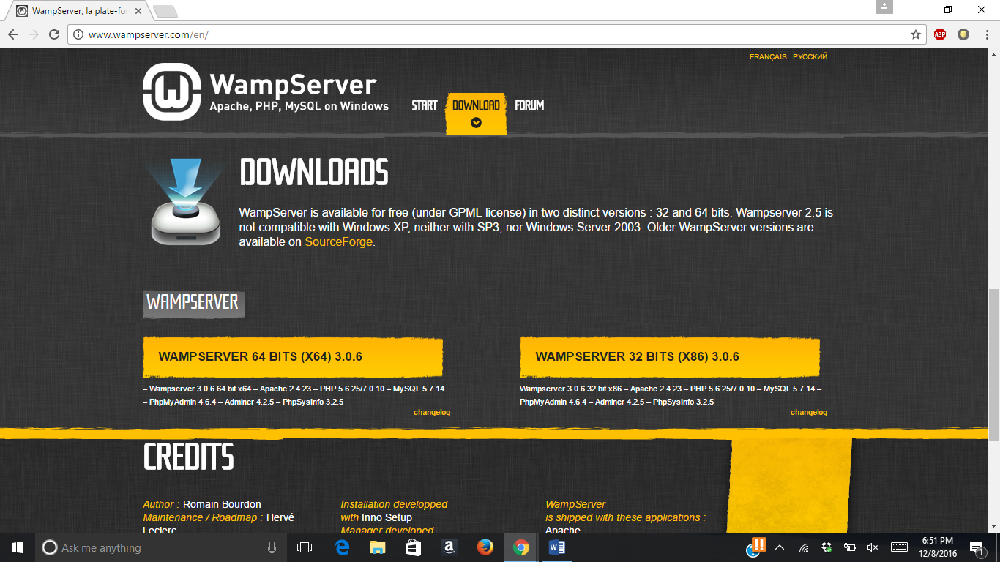 WampServer, la plate-for
www.wampserver.com/en/
ABP
FRANÇAIS РУССКИЙ
WampServer
Apache, PHP, MySQL on Windows
START DOWNLOAD FORUM
DOWNLOADS
WampServer is available for free (under GPML license) in two distinct versions : 32 and 64 bits. Wampserver 2.5 is
not compatible with Windows XP, neither with SP3, nor Windows Server 2003. Older WampServer versions are
available on SourceForge.
WAMPSERVER
WAMPSERVER 64 BITS (X64) 3.0.6
– Wampserver 3.0.6 64 bit x64 – Apache 2.4.23 – PHP 5.6.25/7.0.10 – MySQL 5.7.14
– PhpMyAdmin 4.6.4 – Adminer 4.2.5 – PhpSysInfo 3.2.5
changelog
WAMPSERVER 32 BITS (X86) 3.0.6
Wampserver 3.0.6 32 bit x86 – Apache 2.4.23 – PHP 5.6.25/7.0.10 – MySQL 5.7.14 –
PhpMyAdmin 4.6.4 – Adminer 4.2.5 – PhpSysInfo 3.2.5
changelog
CREDITS
Author : Romain Bourdon
Maintenance / Roadmap : Hervé
Leclerc
Installation developped
with Inno Setup
Manager developed
WampServer
is shipped with these applications :
Apache
Ask me anything
6:51 PM
12/8/2016
1